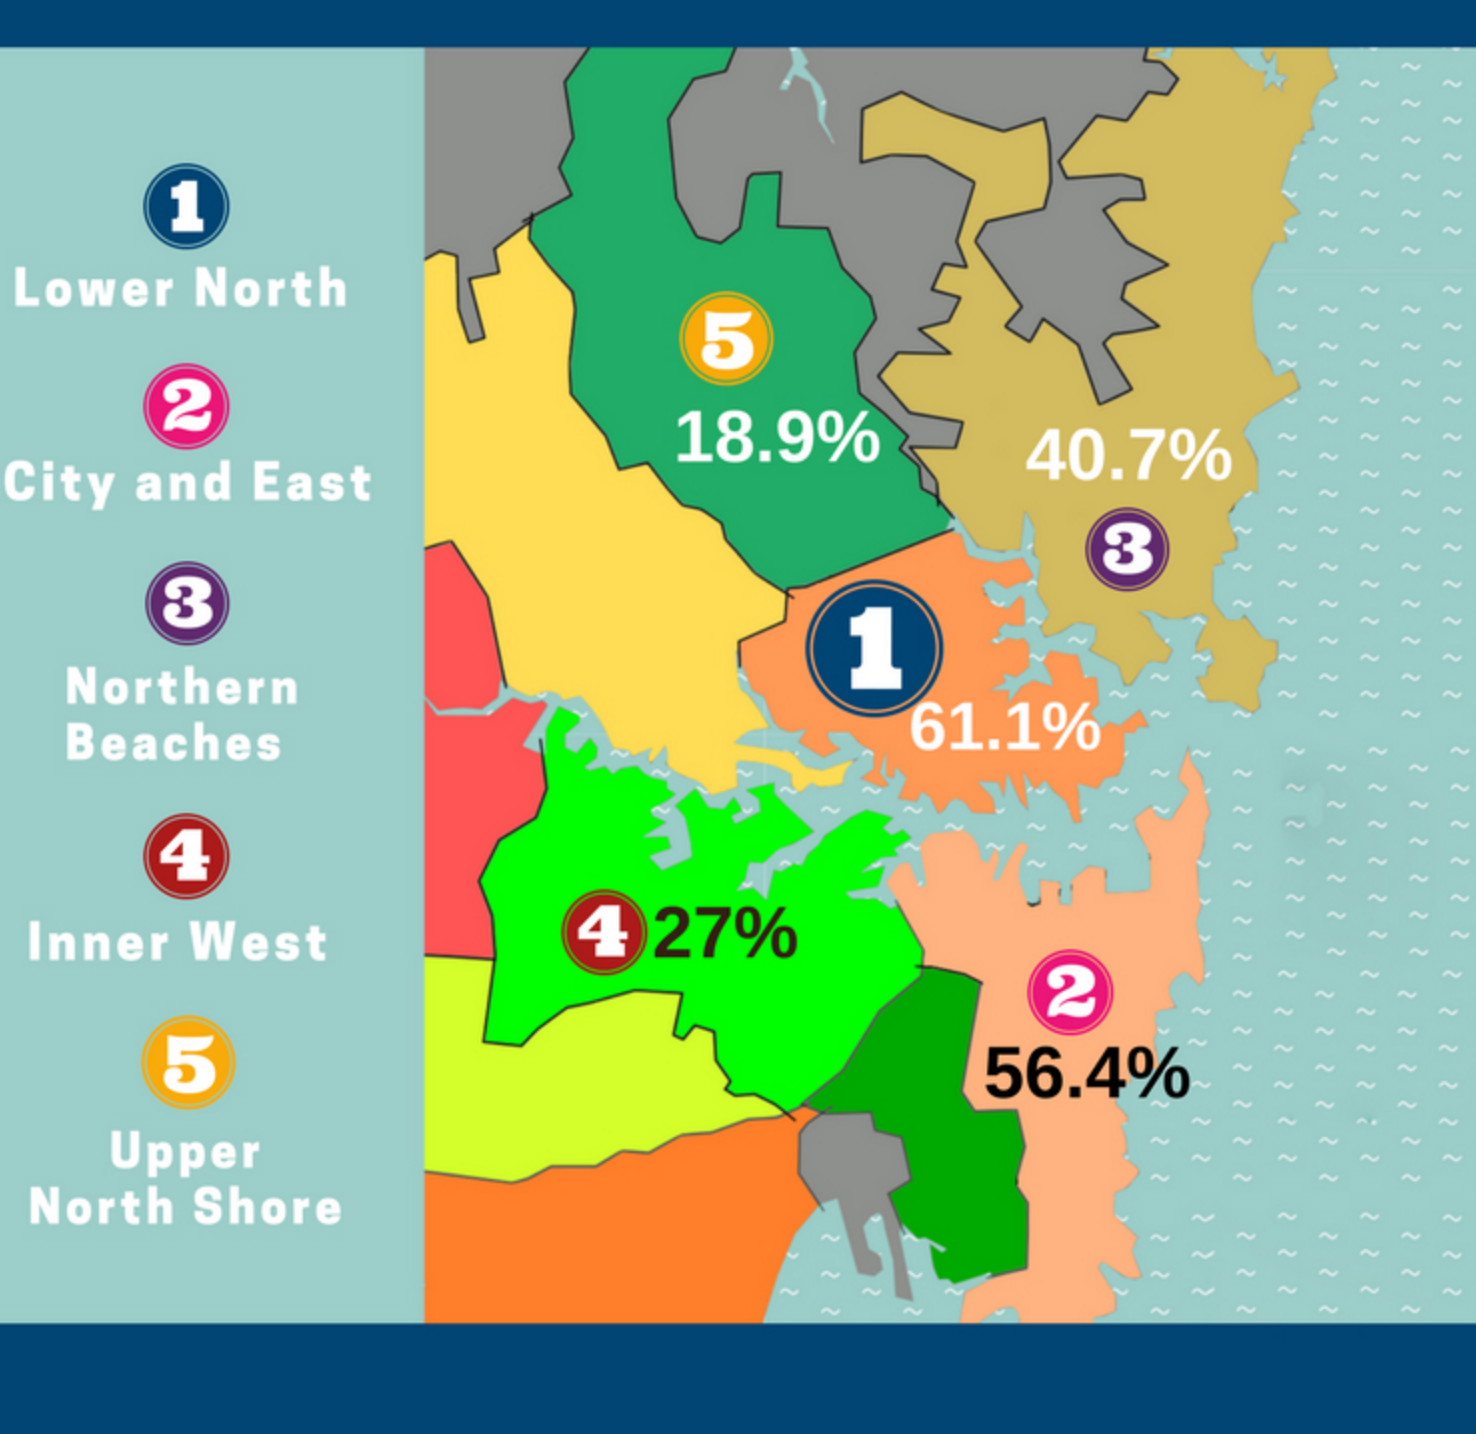 1
Lower North
2
City and East
3
Northern
Beaches
4
Inner West
5
Upper
North Shore
5
18.9%
40.7%
3
1
61.1%
4 27%
2
56.4%